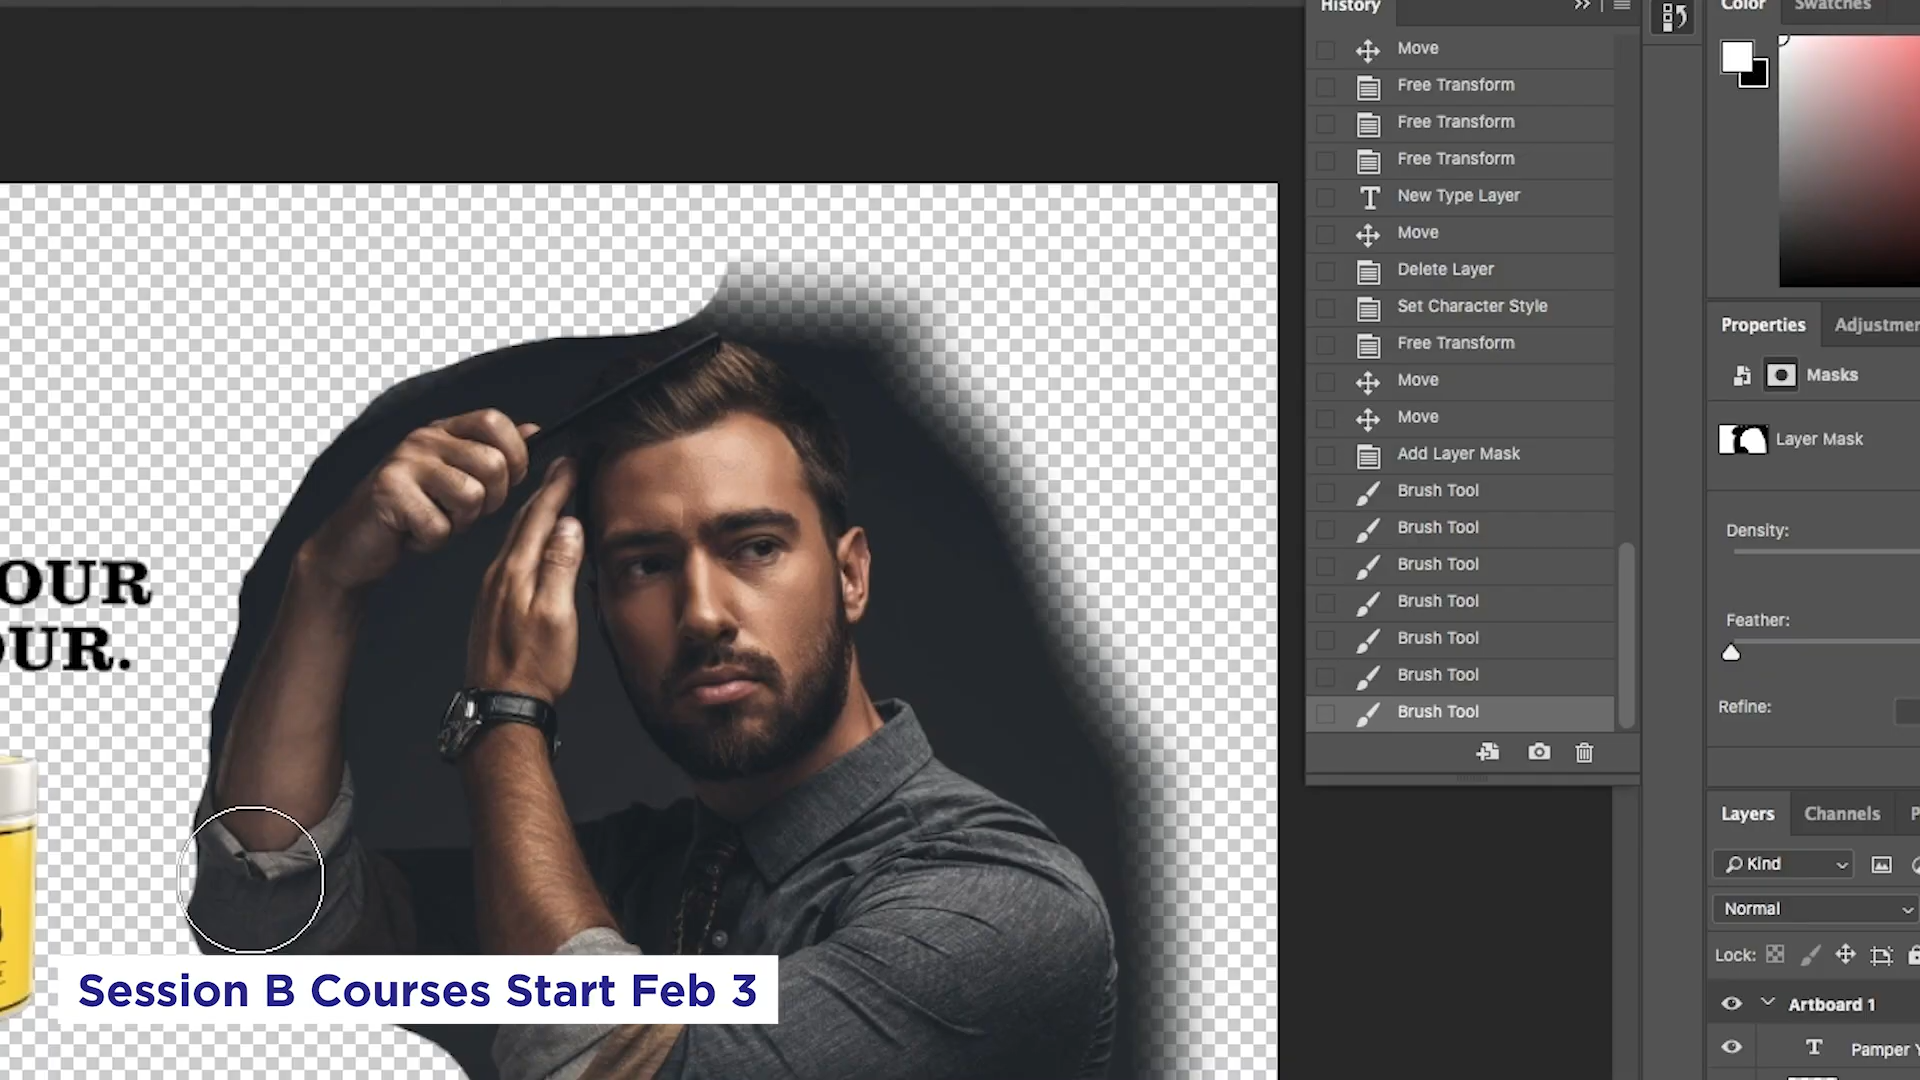 History
Color
Swatches
Move
Free Transform
Free Transform
Free Transform
New Type Layer
Move
Delete Layer
Set Character Style
Free Transform
Move
Move
Add Layer Mask
Brush Tool
Brush Tool
Brush Tool
Brush Tool
Brush Tool
Brush Tool
Brush Tool
Properties
Adjustmen
Masks
Layer Mask
Density:
Feather:
Refine:
Layers
Channels
P
Kind
Normal
Lock:
Artboard 1
T Pamper Y
OUR
OUR.
Session B Courses Start Feb 3